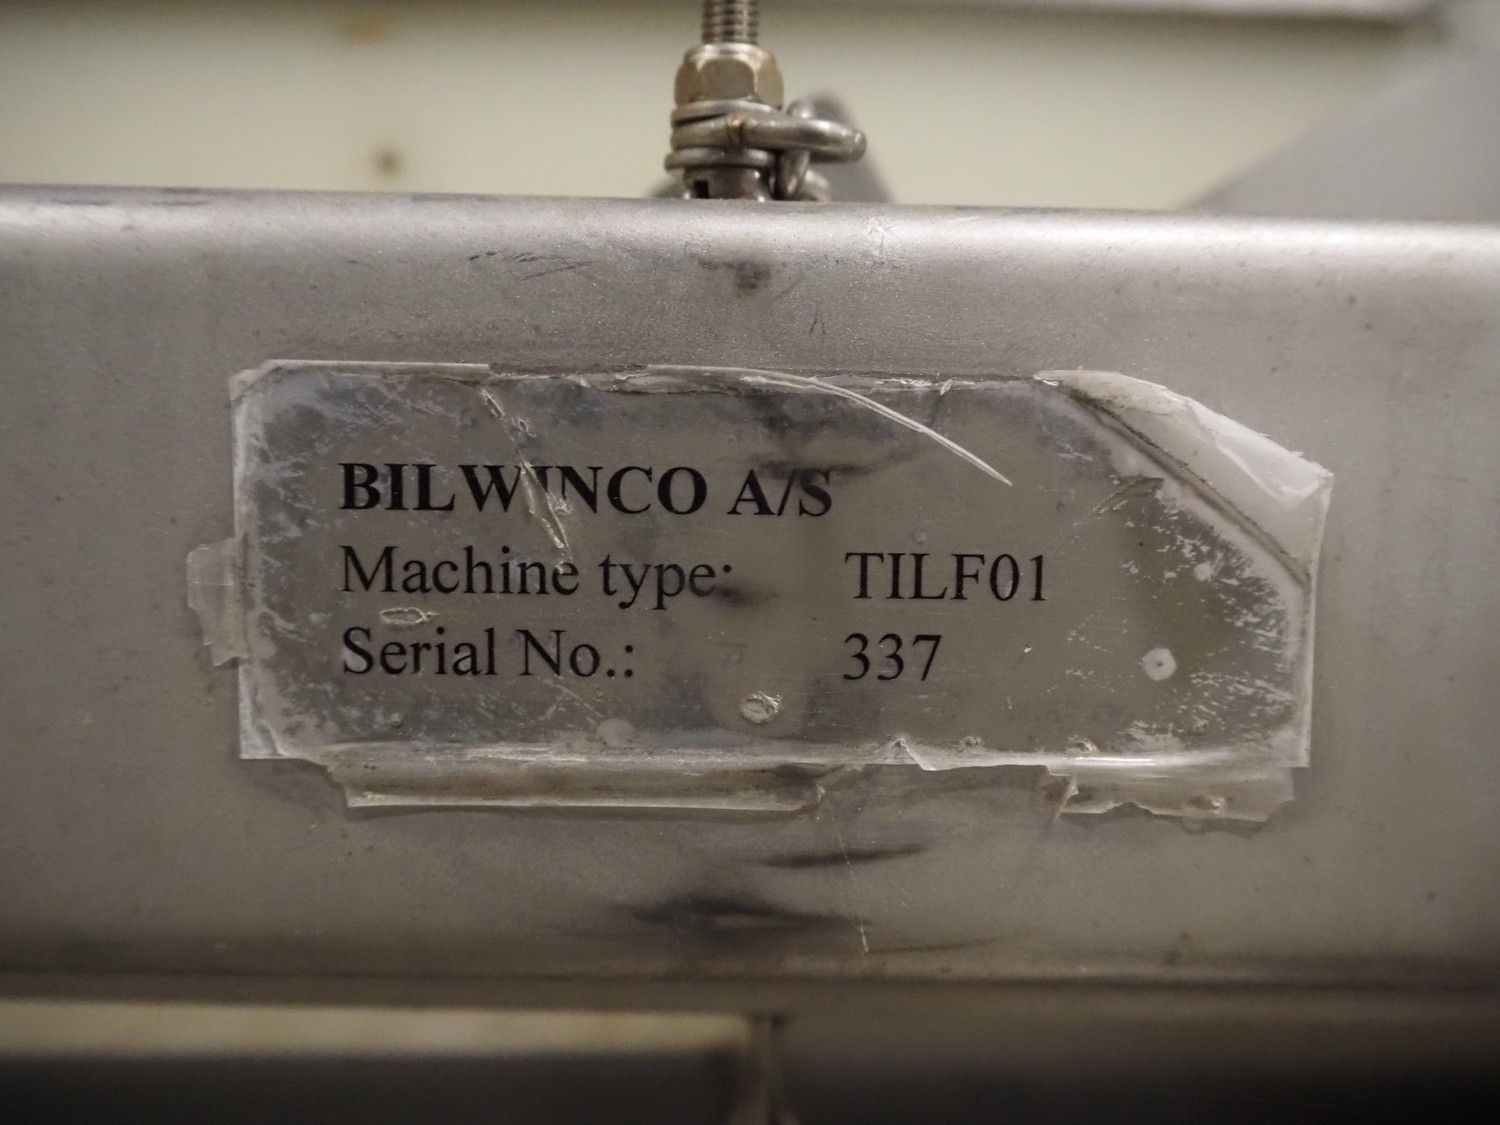 BILWINCO A/S
Machine type: TILF01
Serial No.: 337